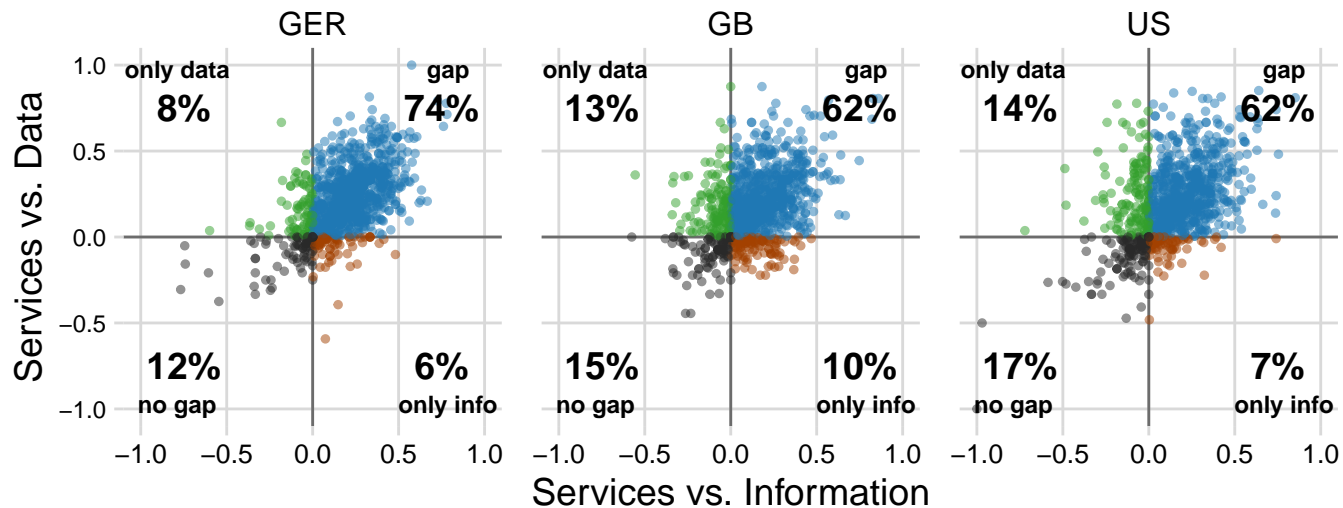 GER GB US
only data gap only data gap only data gap
8% 74% 13% 62% 14% 62%
12% 6% 15% 10% 17% 7%
no gap only info no gap only info no gap only info
1.0
0.5
0.0
−0.5
−1.0
−1.0 −0.5 0.0 0.5 1.0 −1.0 −0.5 0.0 0.5 1.0 −1.0 −0.5 0.0 0.5 1.0
Services vs. Data
Services vs. Information